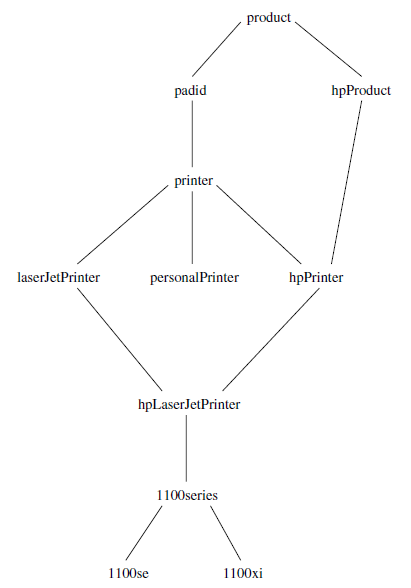 product
padid
hpProduct
printer
laserJetPrinter
personalPrinter
hpPrinter
hpLaserJetPrinter
1100series
1100se
1100xi